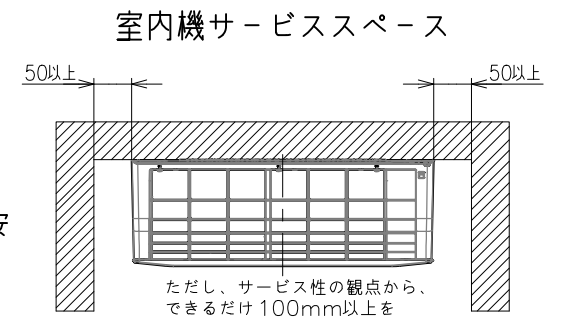 室内機サービススペース
50以上 50以上
安
ただし、サービス性の観点から、
できるだけ100mm以上を